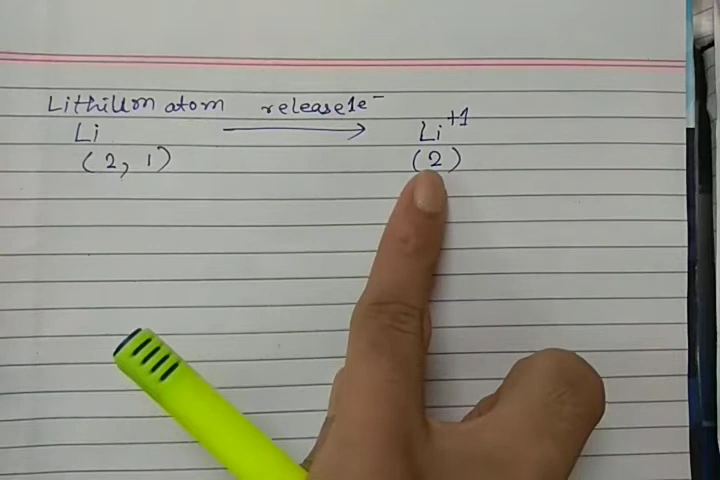 Lithium atom release 1e⁻
Li ⟶ Li⁺¹
(2, 1) (2)